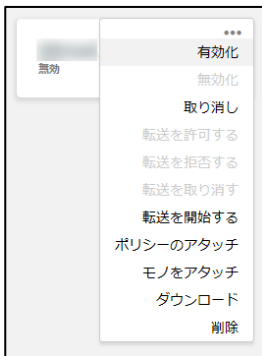 無効
有効化
無効化
取り消し
転送を許可する
転送を拒否する
転送を取り消す
転送を開始する
ポリシーのアタッチ
モノをアタッチ
ダウンロード
削除